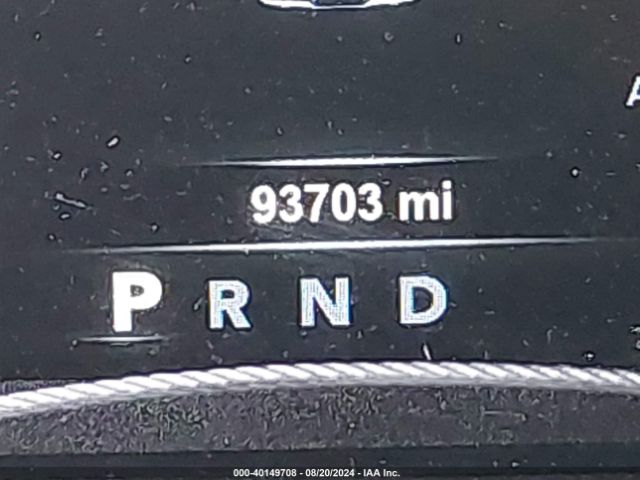 A
93703 mi
P R N D
000-40149708 - 08/20/2024 - IAA Inc.